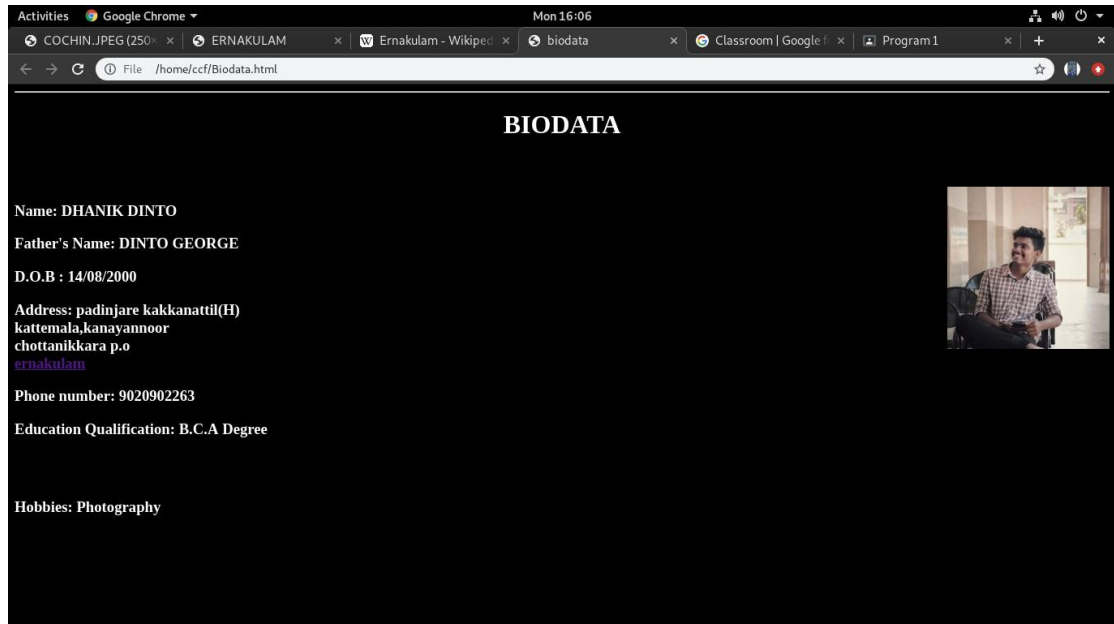 Activities Google Chrome Mon 16:06
COCHIN.JPEG (250× ERNAKULAM Ernakulam - Wikiped biodata Classroom | Google f Program 1
File /home/ccf/Biodata.html
BIODATA
Name: DHANIK DINTO
Father's Name: DINTO GEORGE
D.O.B : 14/08/2000
Address: padinjare kakkanattil(H)
kattemala,kanayannoor
chottanikkara p.o
ernakulam
Phone number: 9020902263
Education Qualification: B.C.A Degree
Hobbies: Photography